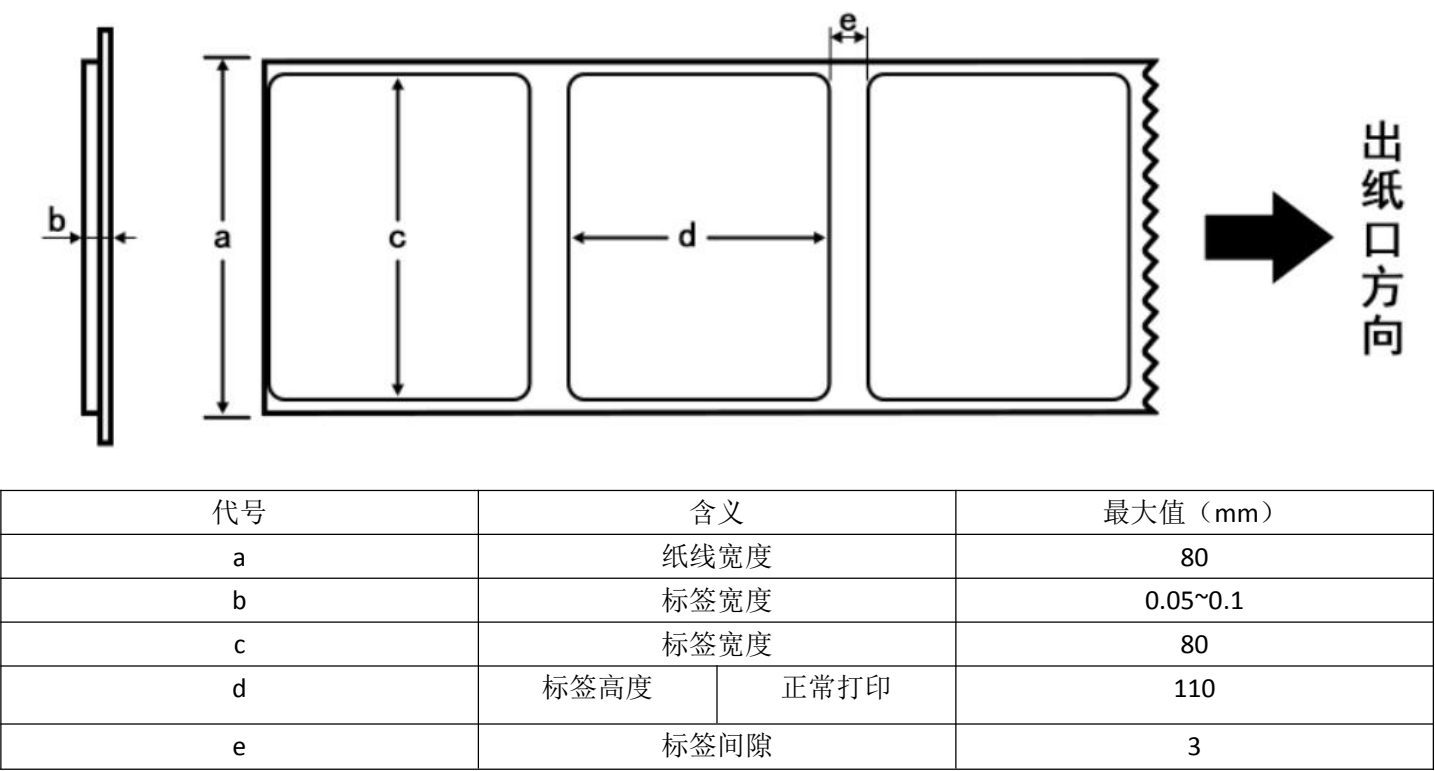 e
b
a
c
d
出纸口方向
代号 含义 最大值（mm）
a 纸线宽度 80
b 标签宽度 0.05~0.1
c 标签宽度 80
d 标签高度 正常打印 110
e 标签间隙 3